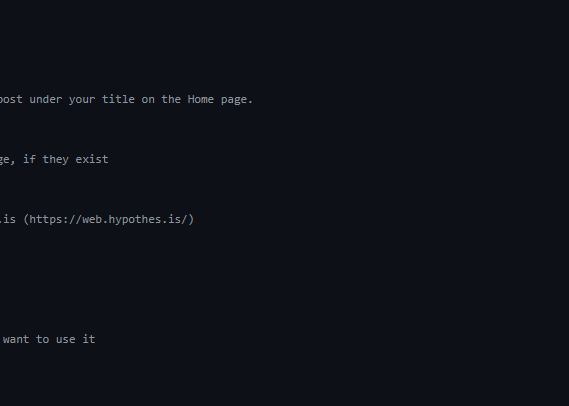 post under your title on the Home page.
ge, if they exist
.is (https://web.hypothes.is/)
want to use it